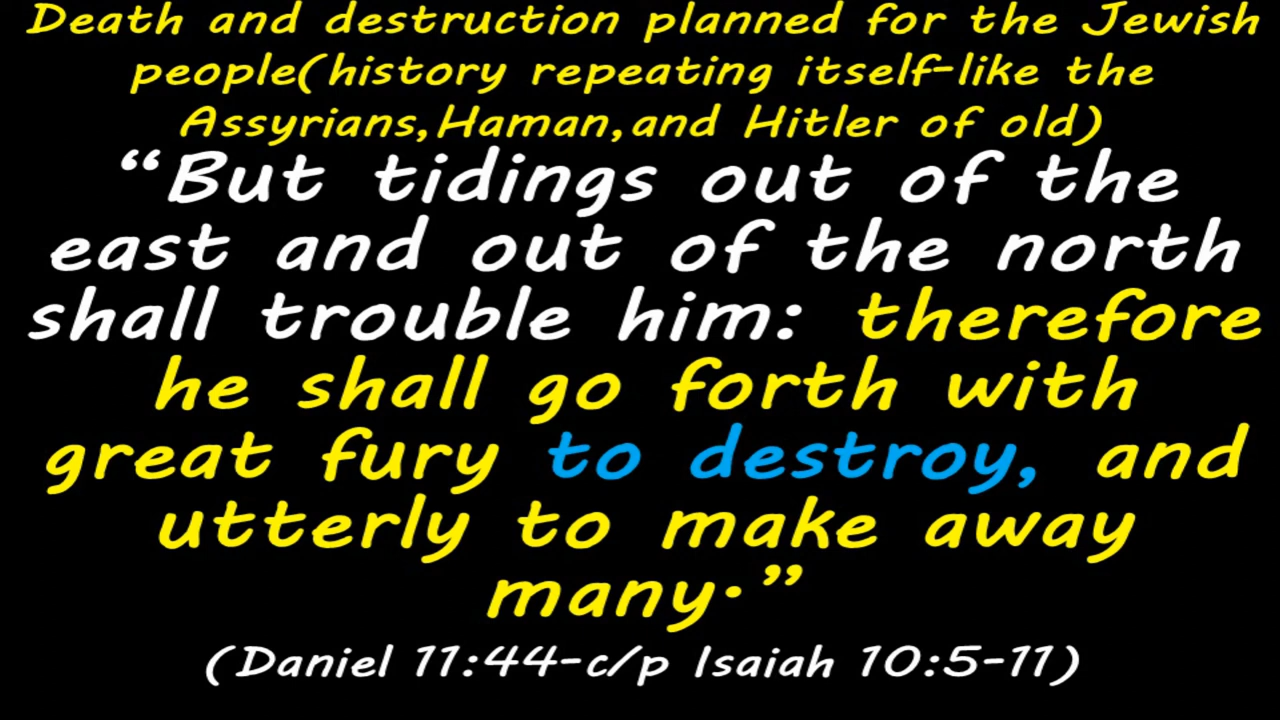 Death and destruction planned for the Jewish
people(history repeating itself-like the
Assyrians,Haman,and Hitler of old)
“But tidings out of the
east and out of the north
shall trouble him: therefore
he shall go forth with
great fury to destroy, and
utterly to make away
many.”
(Daniel 11:44-c/p Isaiah 10:5-11)